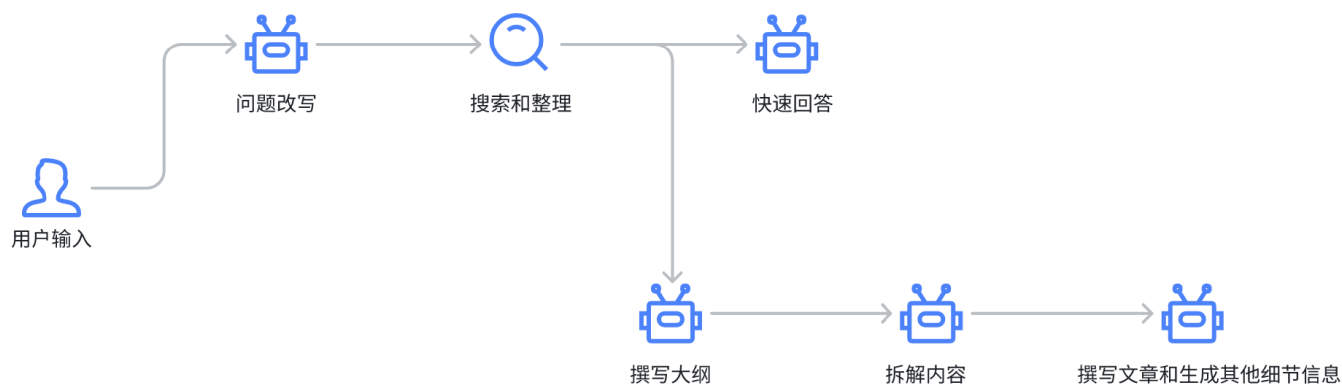 问题改写
搜索和整理
快速回答
用户输入
撰写大纲
拆解内容
撰写文章和生成其他细节信息